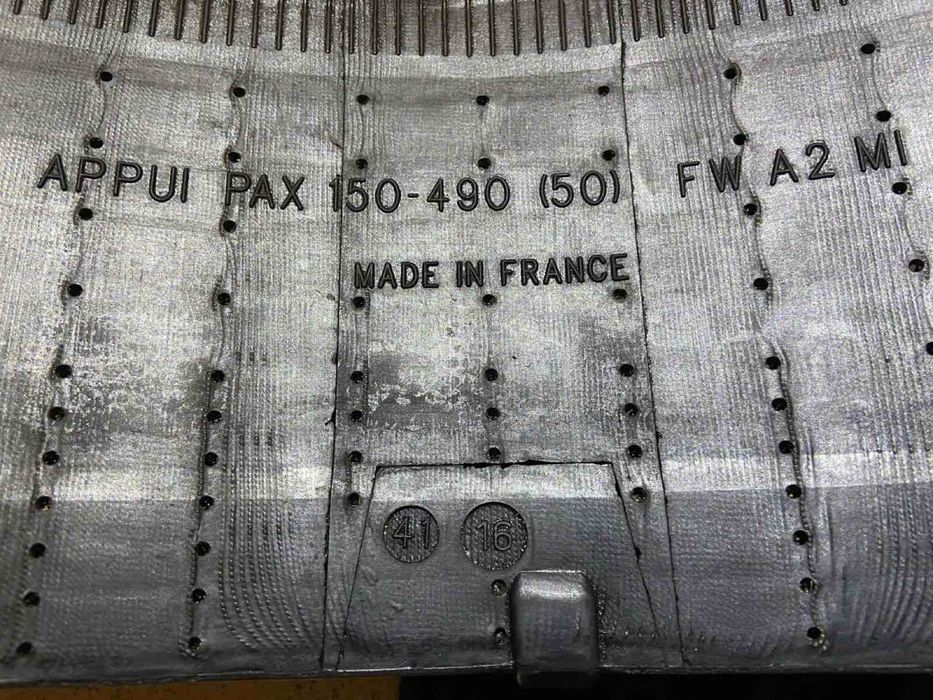 APPUI PAX 150-490 (50) FW A2 MI
MADE IN FRANCE
41 16